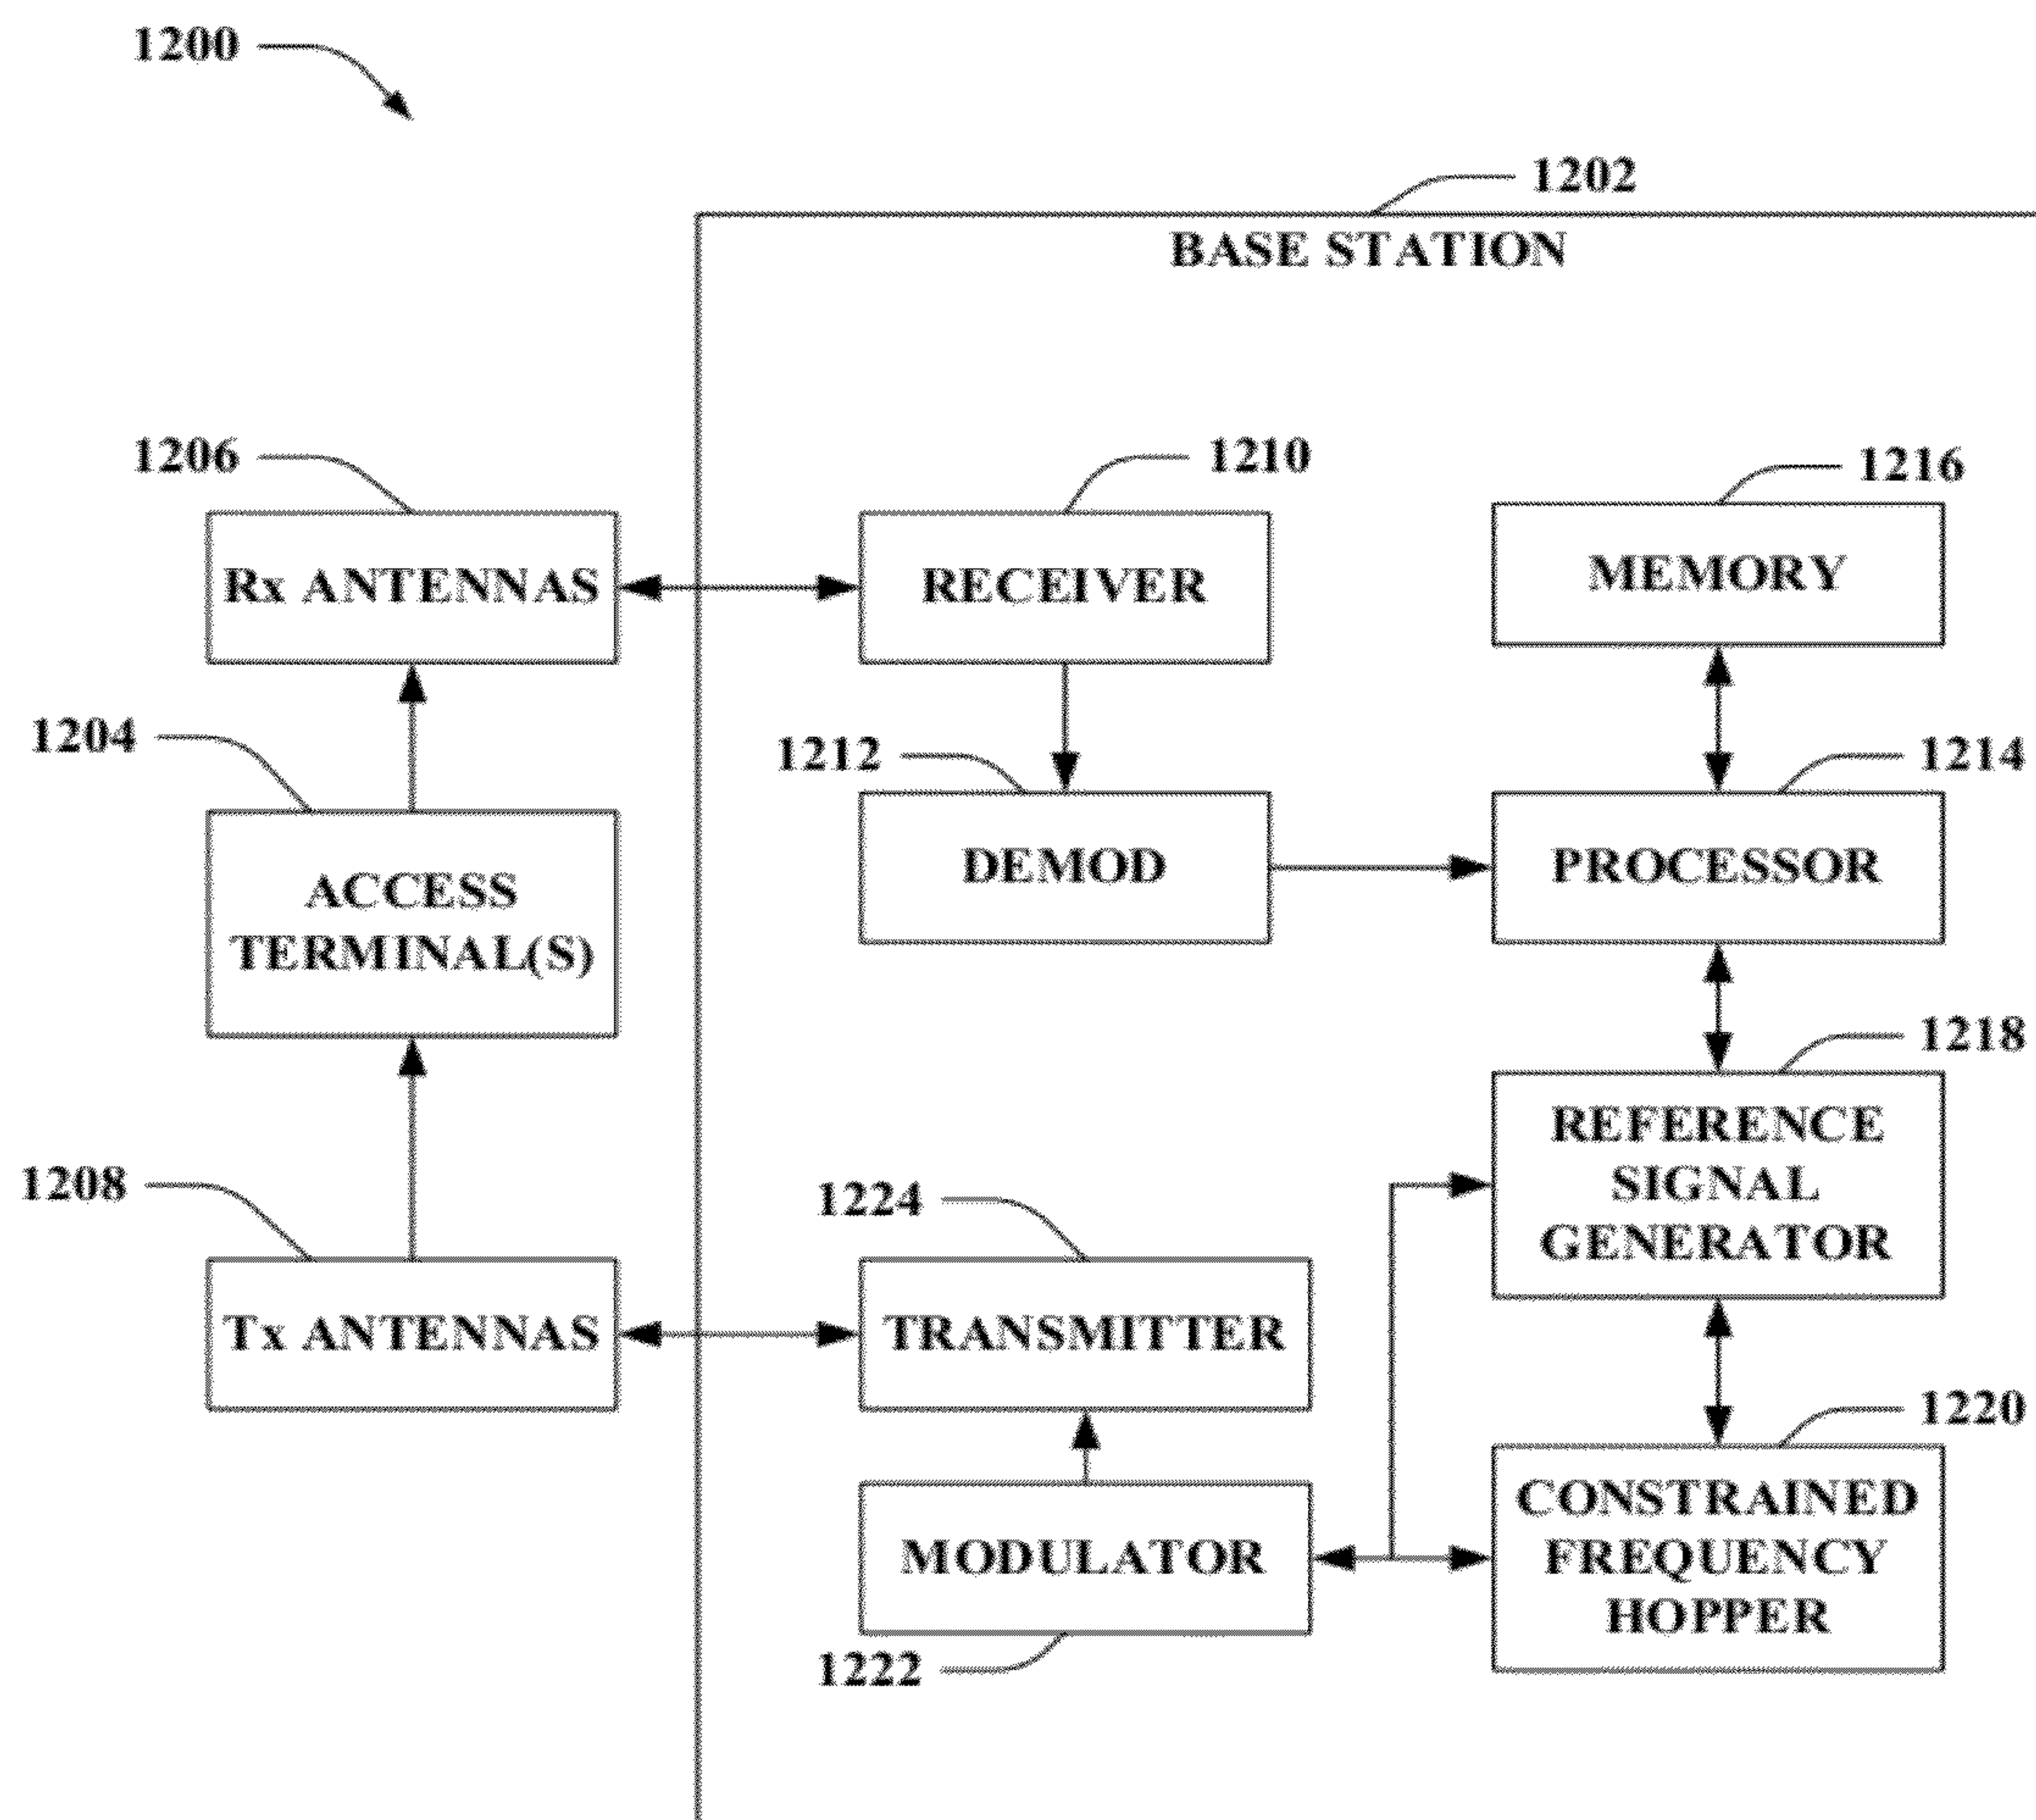 1200
1202
BASE STATION
1206
1210
1216
Rx ANTENNAS
RECEIVER
MEMORY
1204
1212
1214
ACCESS
TERMINAL(S)
DEMOD
PROCESSOR
1218
1208
1224
REFERENCE
SIGNAL
GENERATOR
Tx ANTENNAS
TRANSMITTER
1220
MODULATOR
CONSTRAINED
FREQUENCY
HOPPER
1222